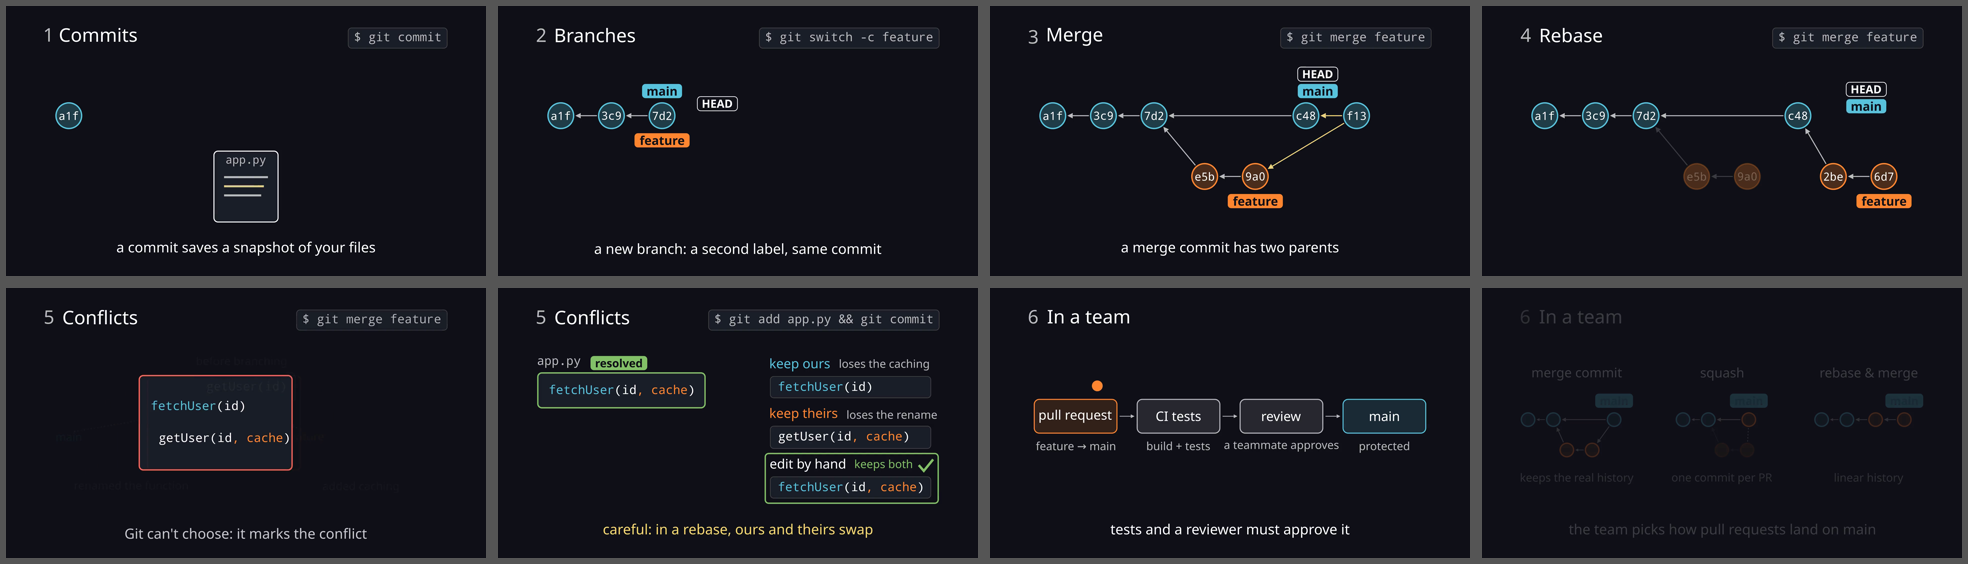 1 Commits
$ git commit
a1f
app.py
a commit saves a snapshot of your files
2 Branches
$ git switch -c feature
main
HEAD
a1f 3c9 7d2
feature
a new branch: a second label, same commit
3 Merge
$ git merge feature
HEAD
main
a1f 3c9 7d2 c48 f13
e5b 9a0
feature
a merge commit has two parents
4 Rebase
$ git merge feature
HEAD
main
a1f 3c9 7d2 c48
e5b 9a0 2be 6d7
feature
5 Conflicts
$ git merge feature
fetchUser(id)
getUser(id, cache)
Git can't choose: it marks the conflict
5 Conflicts
$ git add app.py && git commit
app.py resolved
fetchUser(id, cache)
keep ours loses the caching
fetchUser(id)
keep theirs loses the rename
getUser(id, cache)
edit by hand keeps both
fetchUser(id, cache)
careful: in a rebase, ours and theirs swap
6 In a team
pull request
CI tests
review
main
feature → main
build + tests
a teammate approves
protected
tests and a reviewer must approve it
6 In a team
merge commit
squash
rebase & merge
main
main
main
keeps the real history
one commit per PR
linear history
the team picks how pull requests land on main